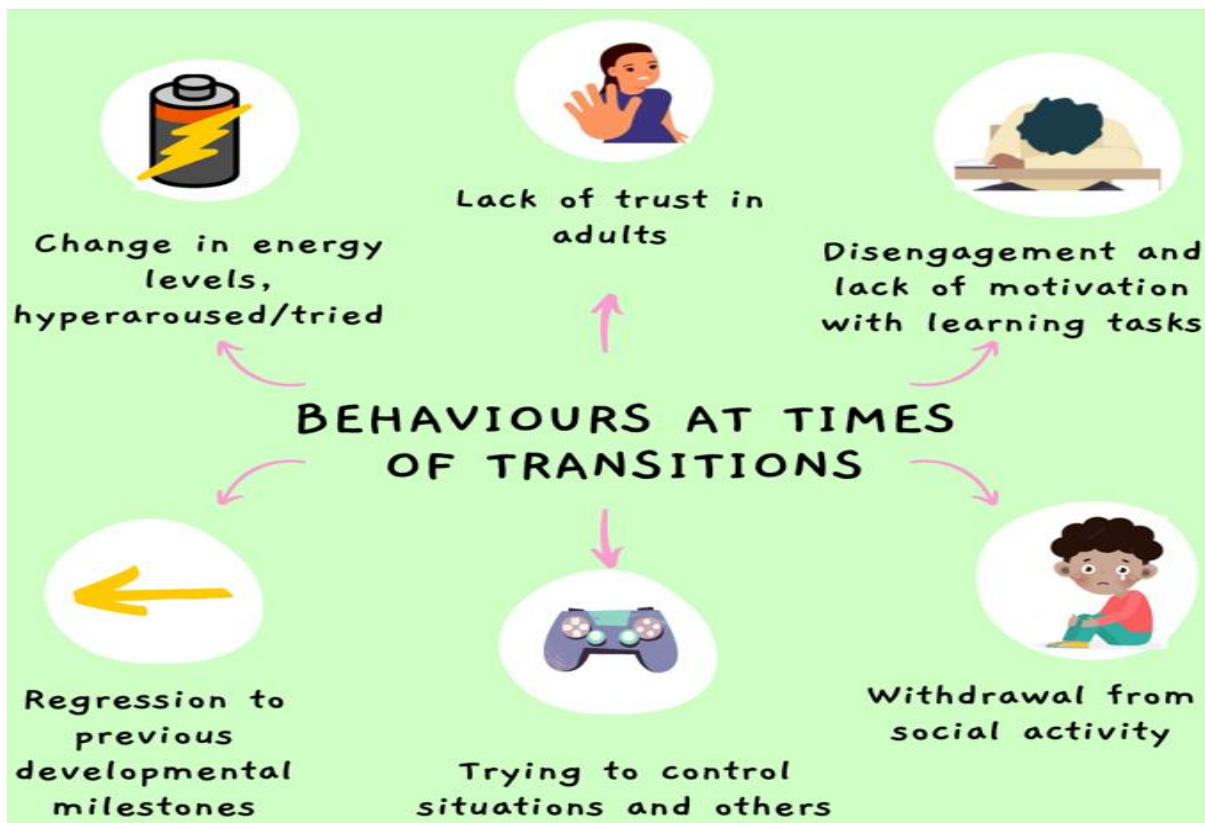 Change in energy
levels,
hyperaroused/tried
Lack of trust in
adults
Disengagement and
lack of motivation
with learning tasks
BEHAVIOURS AT TIMES
OF TRANSITIONS
Regression to
previous
developmental
milestones
Trying to control
situations and others
Withdrawal from
social activity